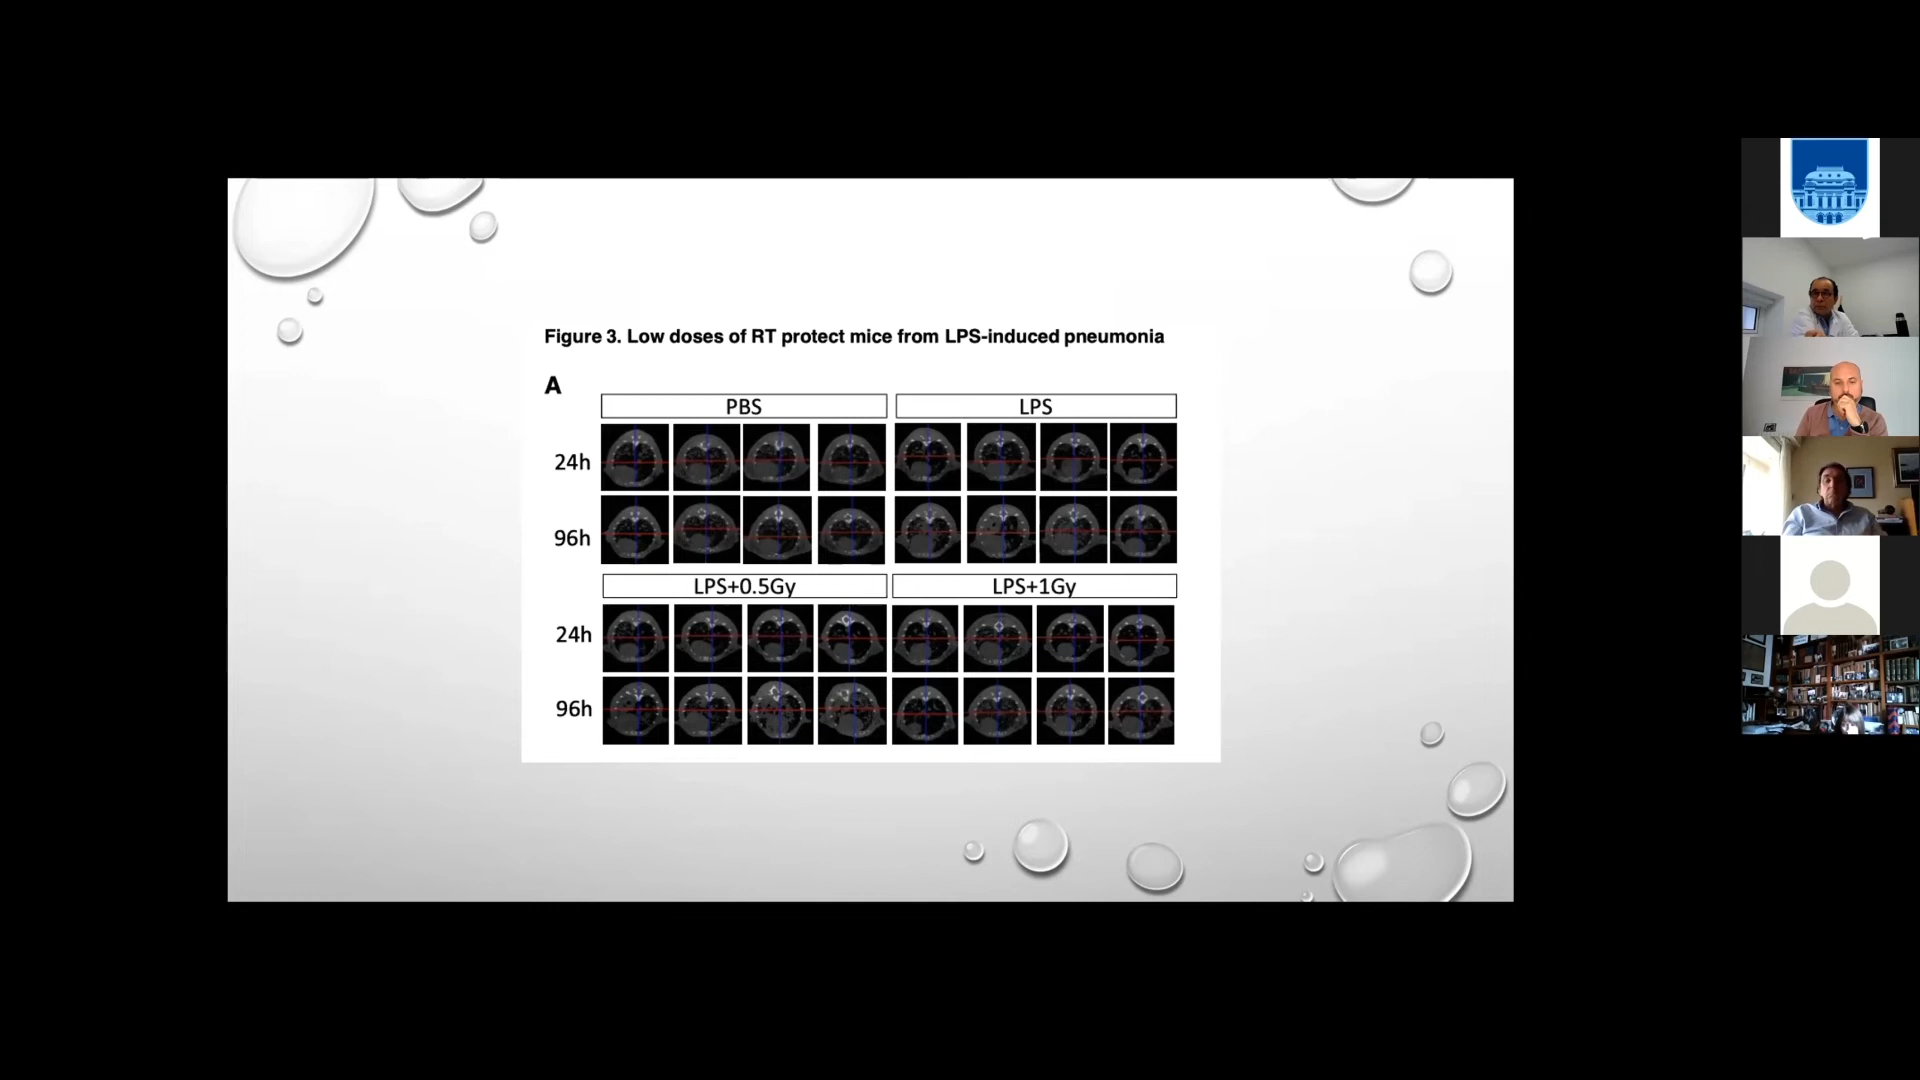 Figure 3. Low doses of RT protect mice from LPS-induced pneumonia
A
PBS
LPS
24h
96h
LPS+0.5Gy
LPS+1Gy
24h
96h